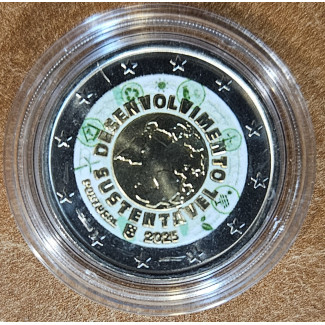 DESENVOLVIMENTO
SUSTENTÁVEL
PORTUGAL 2025